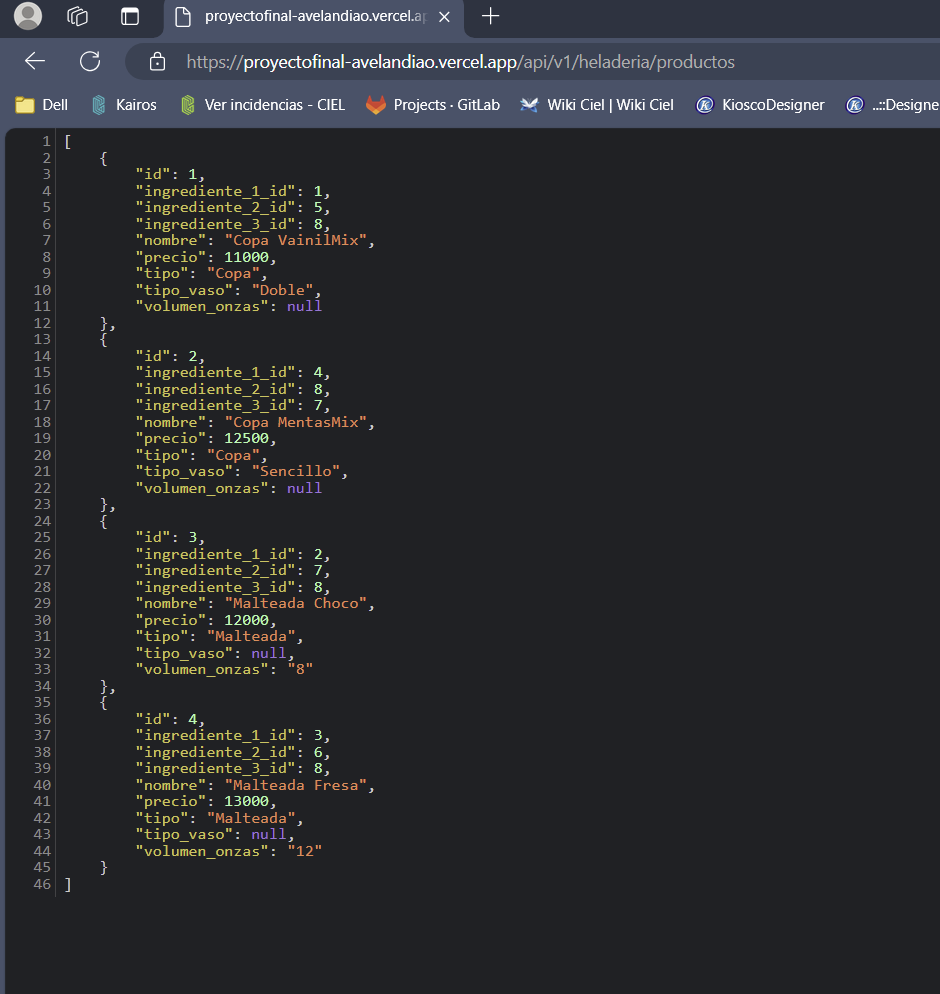 proyectofinal-avelandiao.vercel.ap
https://proyectofinal-avelandiao.vercel.app/api/v1/heladeria/productos
Dell Kairos Ver incidencias - CIEL Projects · GitLab Wiki Ciel | Wiki Ciel KioscoDesigner ..::Designe
1 [
2 {
3 "id": 1,
4 "ingrediente_1_id": 1,
5 "ingrediente_2_id": 5,
6 "ingrediente_3_id": 8,
7 "nombre": "Copa VainilMix",
8 "precio": 11000,
9 "tipo": "Copa",
10 "tipo_vaso": "Doble",
11 "volumen_onzas": null
12 },
13 {
14 "id": 2,
15 "ingrediente_1_id": 4,
16 "ingrediente_2_id": 8,
17 "ingrediente_3_id": 7,
18 "nombre": "Copa MentasMix",
19 "precio": 12500,
20 "tipo": "Copa",
21 "tipo_vaso": "Sencillo",
22 "volumen_onzas": null
23 },
24 {
25 "id": 3,
26 "ingrediente_1_id": 2,
27 "ingrediente_2_id": 7,
28 "ingrediente_3_id": 8,
29 "nombre": "Malteada Choco",
30 "precio": 12000,
31 "tipo": "Malteada",
32 "tipo_vaso": null,
33 "volumen_onzas": "8"
34 },
35 {
36 "id": 4,
37 "ingrediente_1_id": 3,
38 "ingrediente_2_id": 6,
39 "ingrediente_3_id": 8,
40 "nombre": "Malteada Fresa",
41 "precio": 13000,
42 "tipo": "Malteada",
43 "tipo_vaso": null,
44 "volumen_onzas": "12"
45 }
46 ]